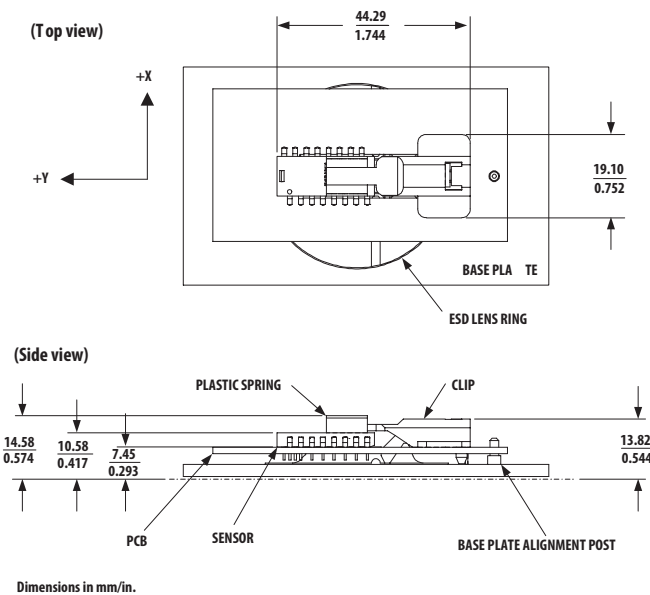 (Top view)
44.29
1.744
+X
+Y
19.10
0.752
BASE PLA TE
ESD LENS RING
(Side view)
PLASTIC SPRING
CLIP
14.58
0.574
10.58
0.417
7.45
0.293
13.82
0.544
PCB
SENSOR
BASE PLATE ALIGNMENT POST
Dimensions in mm/in.